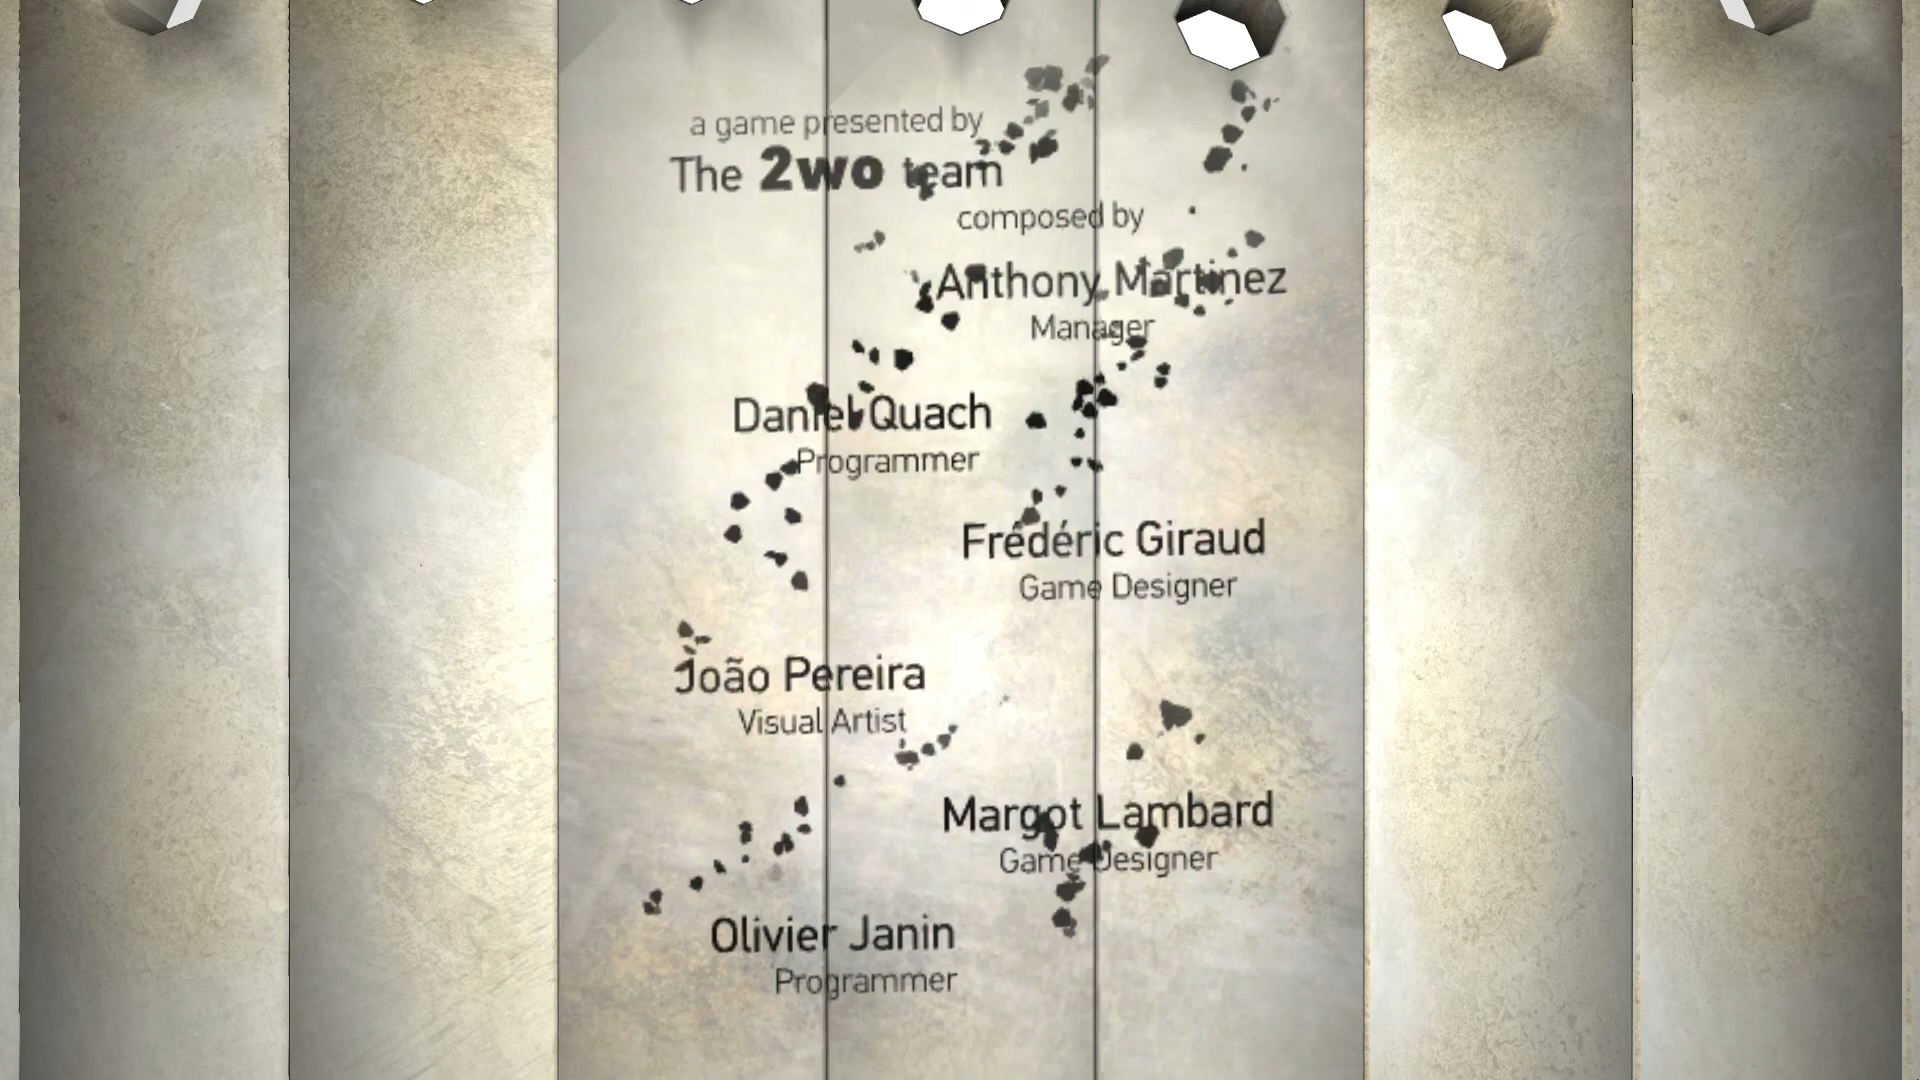 a game presented by
The 2wo team
composed by
Anthony Martinez
Manager
Daniel Quach
Programmer
Frédéric Giraud
Game Designer
João Pereira
Visual Artist
Margot Lambard
Game Designer
Olivier Janin
Programmer